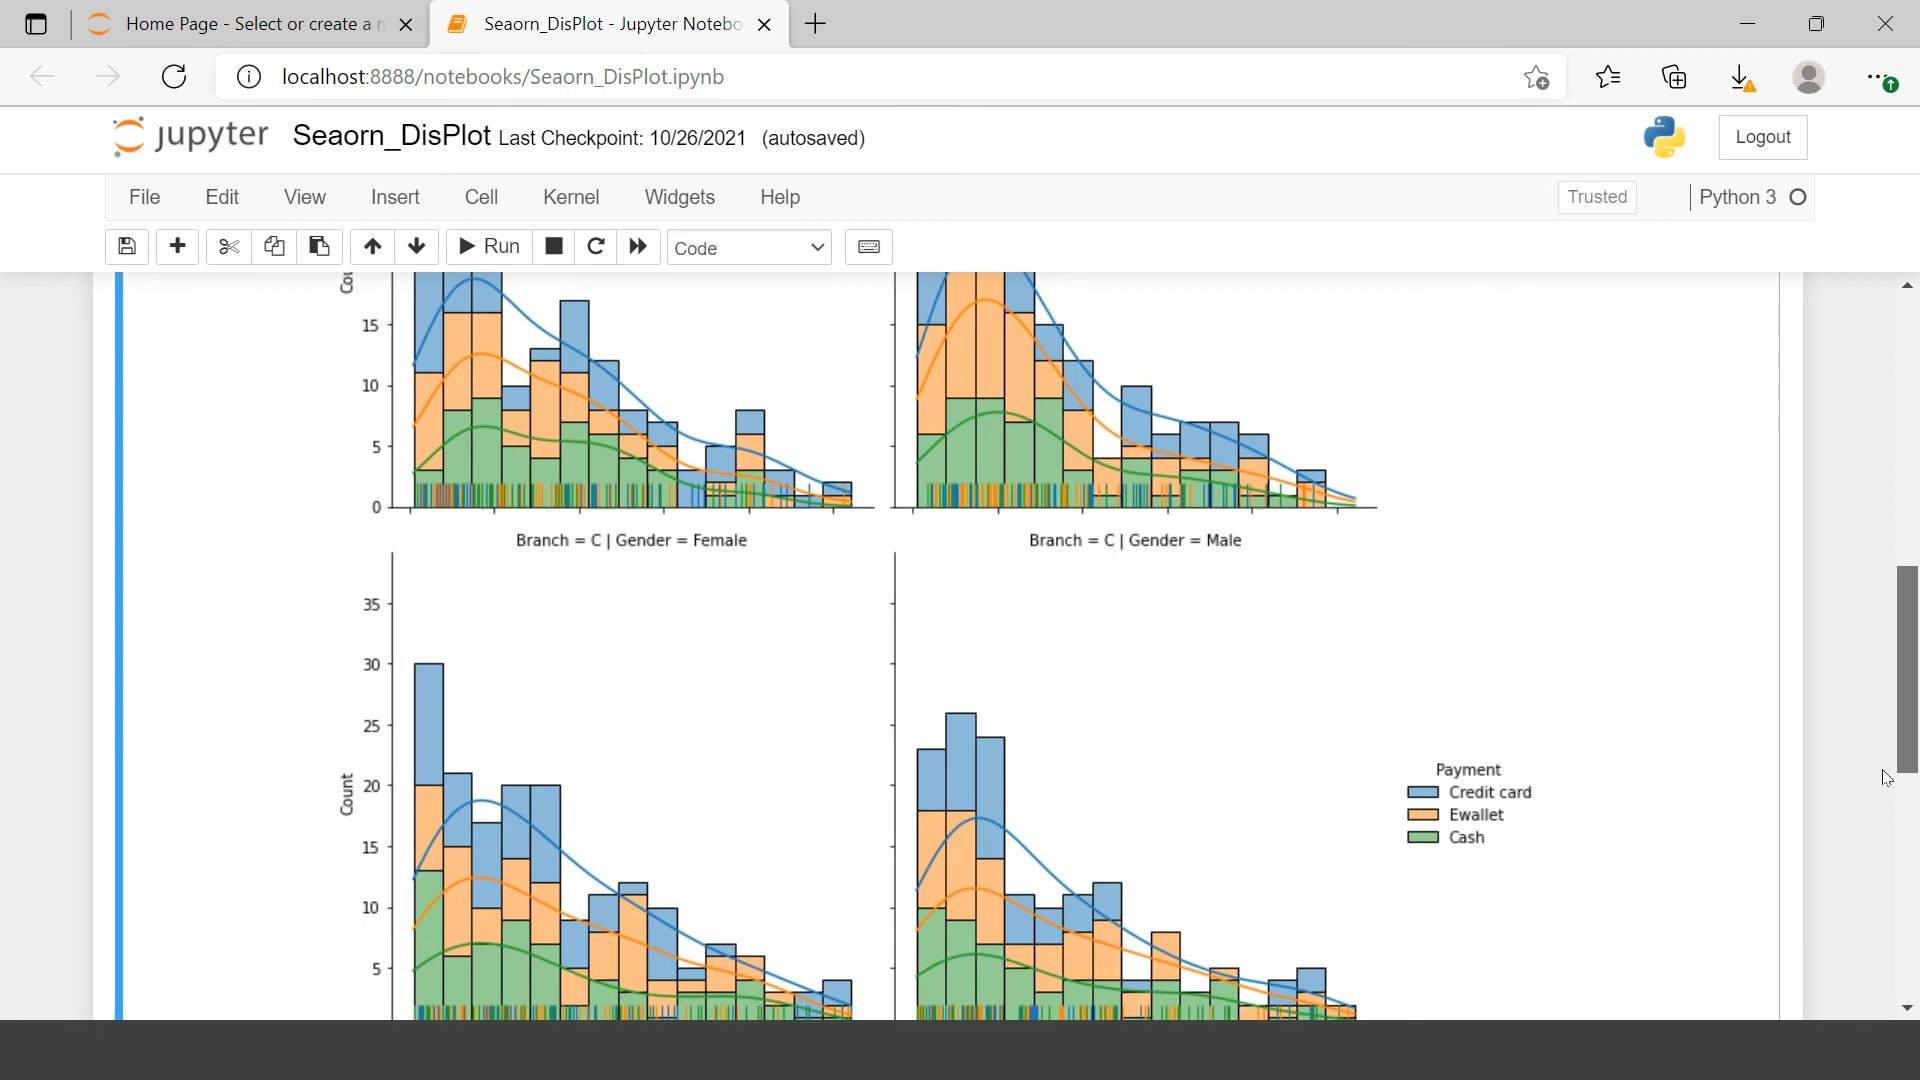 Home Page - Select or create a n
Seaorn_DisPlot - Jupyter Notebo
localhost:8888/notebooks/Seaorn_DisPlot.ipynb
jupyter Seaorn_DisPlot Last Checkpoint: 10/26/2021 (autosaved)
Logout
File Edit View Insert Cell Kernel Widgets Help
Trusted
Python 3
Run
Code
Cou
15
10
5
0
Branch = C | Gender = Female
Branch = C | Gender = Male
35
30
25
20
15
10
5
Count
Payment
Credit card
Ewallet
Cash